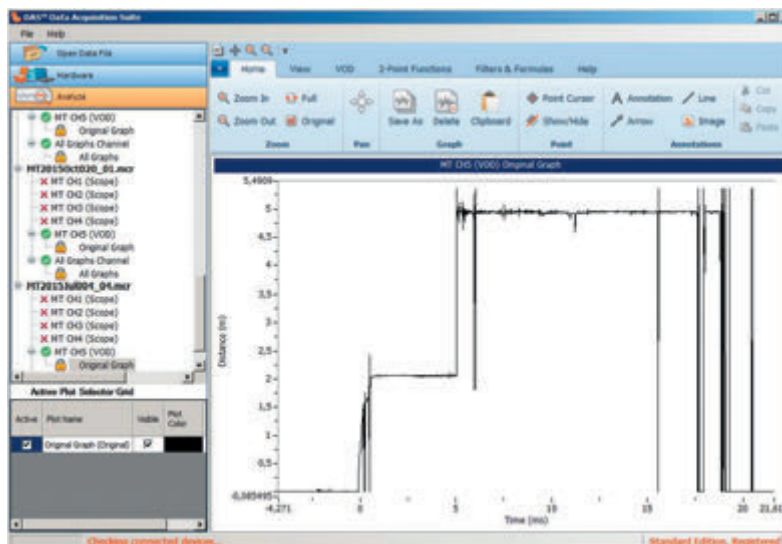 DAS™ Data Acquisition Suite
File Help
Open Data File
Hardware
Analyze
MT CH5 (VOD)
Original Graph
All Graphs Channel
All Graphs
MT2015Oct020_01.mcr
MT CH1 (Scope)
MT CH2 (Scope)
MT CH3 (Scope)
MT CH4 (Scope)
MT CH5 (VOD)
Original Graph
All Graphs Channel
All Graphs
MT2015Jul004_04.mcr
MT CH1 (Scope)
MT CH2 (Scope)
MT CH3 (Scope)
MT CH4 (Scope)
MT CH5 (VOD)
Original Graph
Active Plot Selector Grid
Active Plot Name Visible Plot Color
Original Graph (Original)
Home View VOD 2-Point Functions Filters & Formulas Help
Zoom In Full Save As Delete Clipboard Point Cursor Annotation Line Cut
Zoom Out Original Show/Hide Arrow Image Copy
Paste
Zoom Pan Graph Point Annotations
MT CH5 (VOD) Original Graph
5,4909
5
4,5
4
3,5
3
2,5
2
1,5
1
0,5
-0,085495
Distance (m)
-4,271 0 5 10 15 20 21,61
Time (ms)
Checking connected devices... Standard Edition, Registered